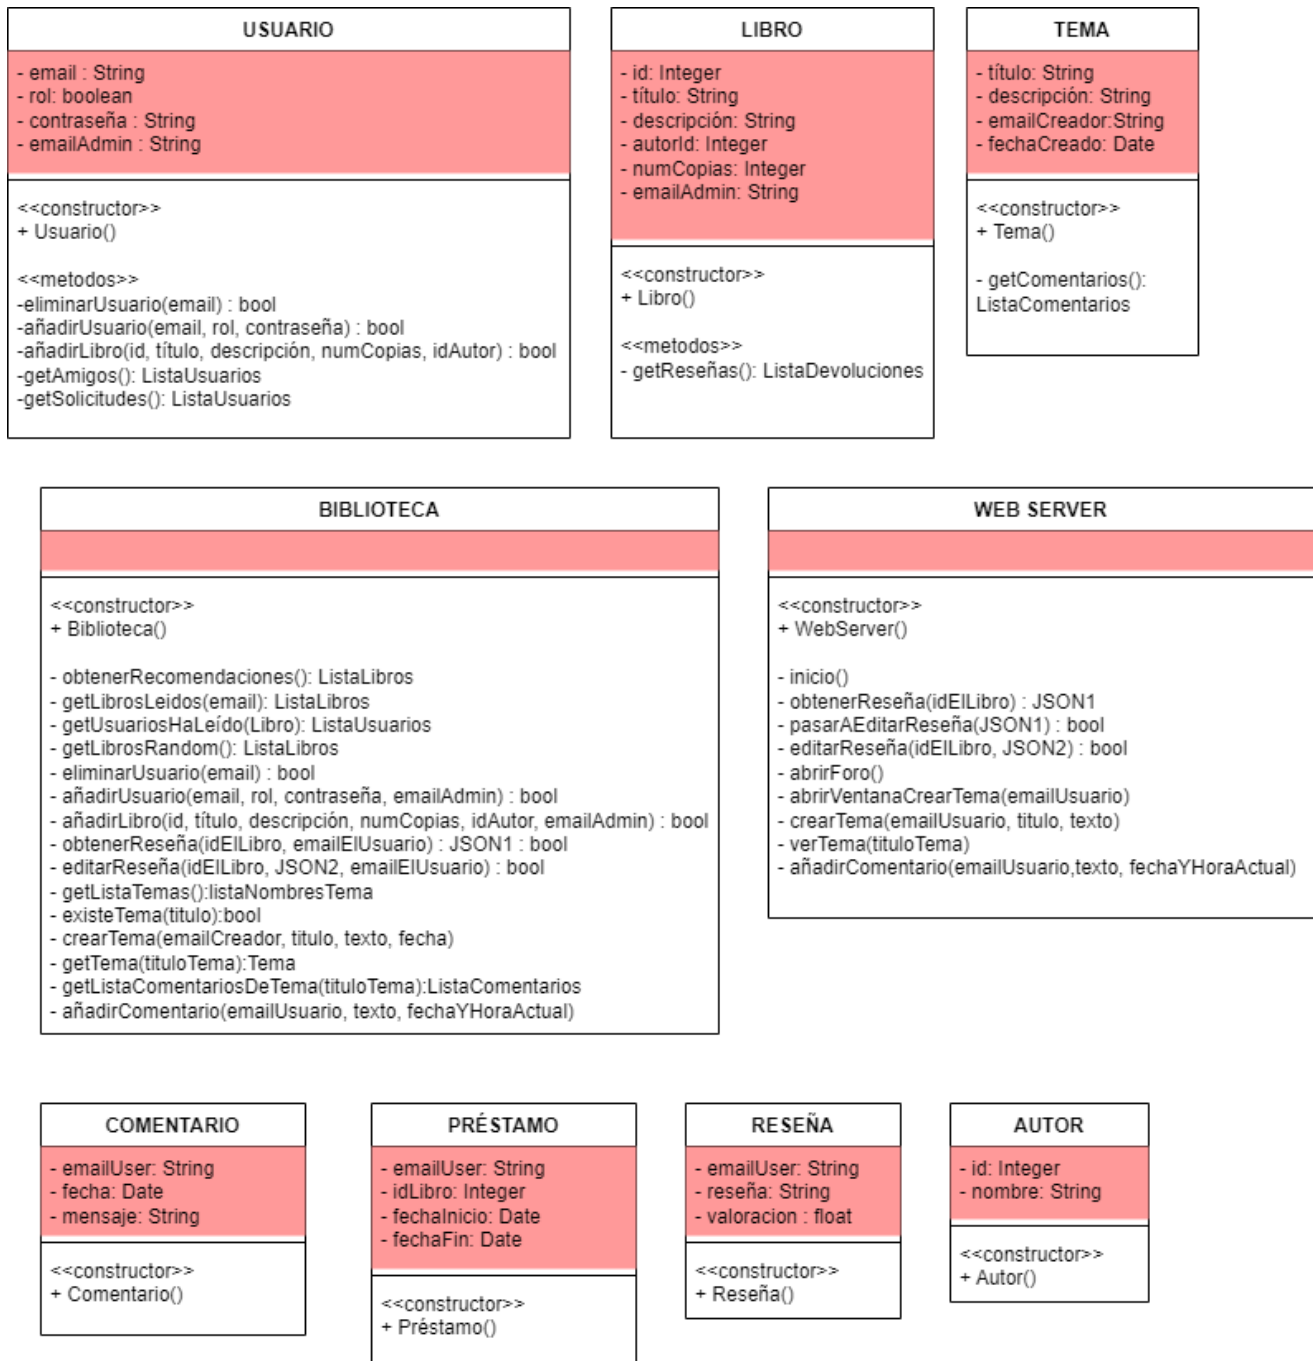 USUARIO
- email : String
- rol: boolean
- contraseña : String
- emailAdmin : String
<<constructor>>
+ Usuario()
<<metodos>>
-eliminarUsuario(email) : bool
-añadirUsuario(email, rol, contraseña) : bool
-añadirLibro(id, título, descripción, numCopias, idAutor) : bool
-getAmigos(): ListaUsuarios
-getSolicitudes(): ListaUsuarios
LIBRO
- id: Integer
- título: String
- descripción: String
- autorId: Integer
- numCopias: Integer
- emailAdmin: String
<<constructor>>
+ Libro()
<<metodos>>
- getReseñas(): ListaDevoluciones
TEMA
- título: String
- descripción: String
- emailCreador:String
- fechaCreado: Date
<<constructor>>
+ Tema()
- getComentarios():
ListaComentarios
BIBLIOTECA
<<constructor>>
+ Biblioteca()
- obtenerRecomendaciones(): ListaLibros
- getLibrosLeidos(email): ListaLibros
- getUsuariosHaLeído(Libro): ListaUsuarios
- getLibrosRandom(): ListaLibros
- eliminarUsuario(email) : bool
- añadirUsuario(email, rol, contraseña, emailAdmin) : bool
- añadirLibro(id, título, descripción, numCopias, idAutor, emailAdmin) : bool
- obtenerReseña(idElLibro, emailElUsuario) : JSON1 : bool
- editarReseña(idElLibro, JSON2, emailElUsuario) : bool
- getListaTemas():listaNombresTema
- existeTema(titulo):bool
- crearTema(emailCreador, titulo, texto, fecha)
- getTema(tituloTema):Tema
- getListaComentariosDeTema(tituloTema):ListaComentarios
- añadirComentario(emailUsuario, texto, fechaYHoraActual)
WEB SERVER
<<constructor>>
+ WebServer()
- inicio()
- obtenerReseña(idElLibro) : JSON1
- pasarAEditarReseña(JSON1) : bool
- editarReseña(idElLibro, JSON2) : bool
- abrirForo()
- abrirVentanaCrearTema(emailUsuario)
- crearTema(emailUsuario, titulo, texto)
- verTema(tituloTema)
- añadirComentario(emailUsuario,texto, fechaYHoraActual)
COMENTARIO
- emailUser: String
- fecha: Date
- mensaje: String
<<constructor>>
+ Comentario()
PRÉSTAMO
- emailUser: String
- idLibro: Integer
- fechaInicio: Date
- fechaFin: Date
<<constructor>>
+ Préstamo()
RESEÑA
- emailUser: String
- reseña: String
- valoracion : float
<<constructor>>
+ Reseña()
AUTOR
- id: Integer
- nombre: String
<<constructor>>
+ Autor()